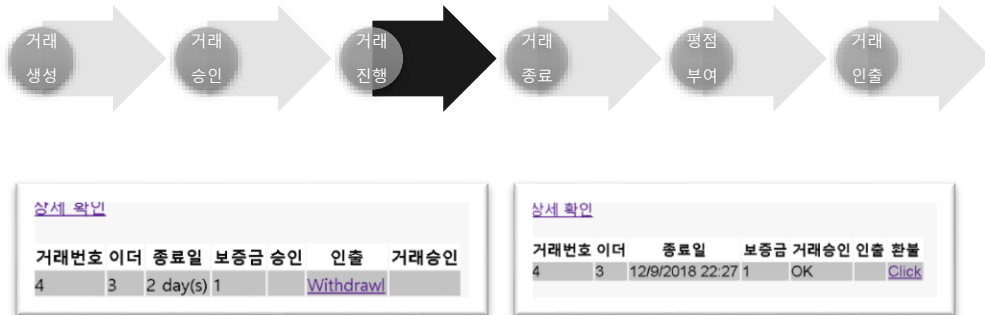 거래
생성
거래
승인
거래
진행
거래
종료
평점
부여
거래
인출
상세 확인
거래번호 이더 종료일 보증금 승인 인출 거래승인
4 3 2 day(s) 1 Withdrawl
상세 확인
거래번호 이더 종료일 보증금 거래승인 인출 환불
4 3 12/9/2018 22:27 1 OK Click